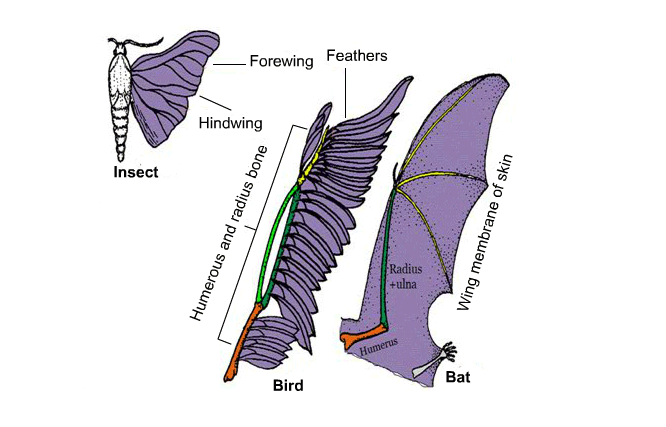 Forewing
Hindwing
Insect
Feathers
Humerous and radius bone
Bird
Radius
+ulna
Humerus
Wing membrane of skin
Bat